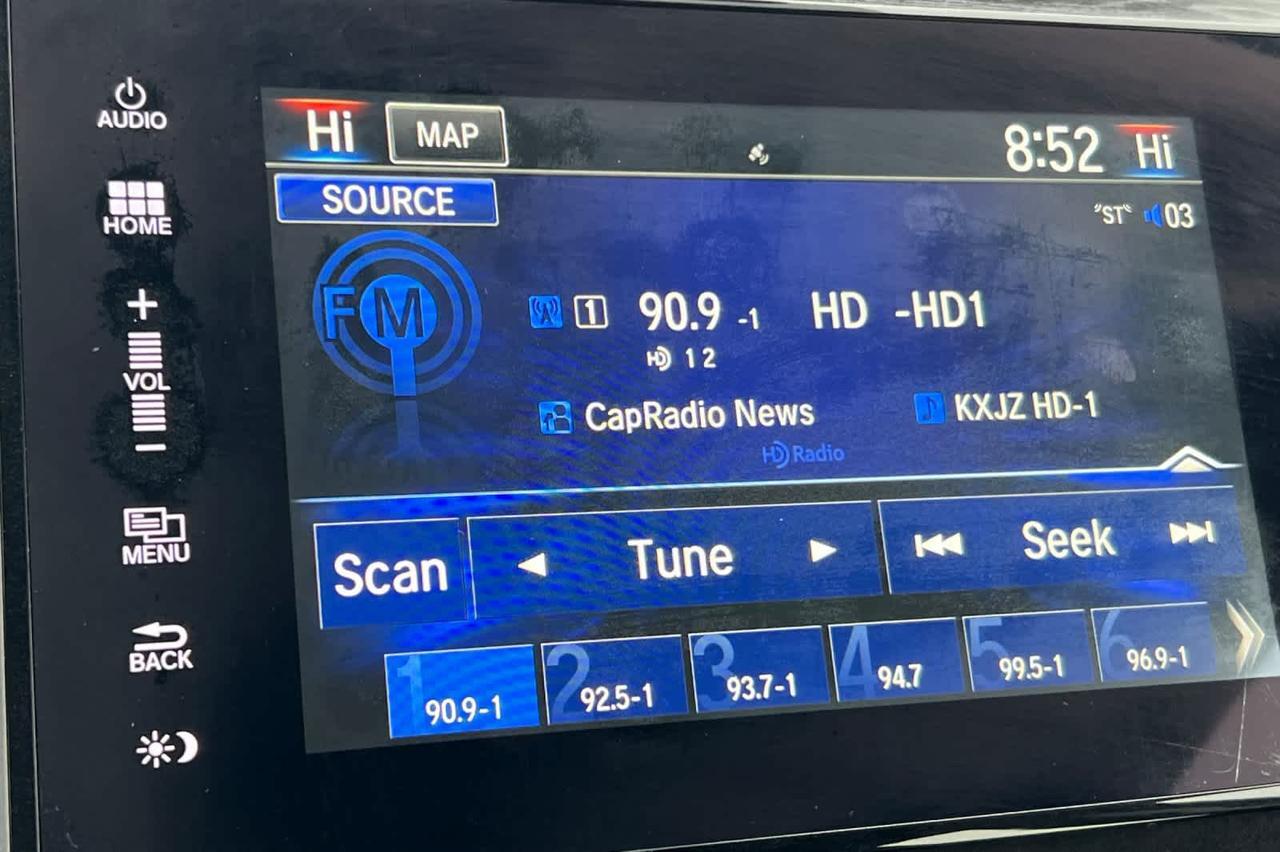 AUDIO
HOME
+
VOL
−
MENU
BACK
Hi MAP 8:52 Hi
SOURCE "ST" 03
FM 1 90.9 -1 HD -HD1
HD 1 2
CapRadio News KXJZ HD-1
HD Radio
Scan Tune Seek
1 90.9-1 2 92.5-1 3 93.7-1 4 94.7 5 99.5-1 6 96.9-1